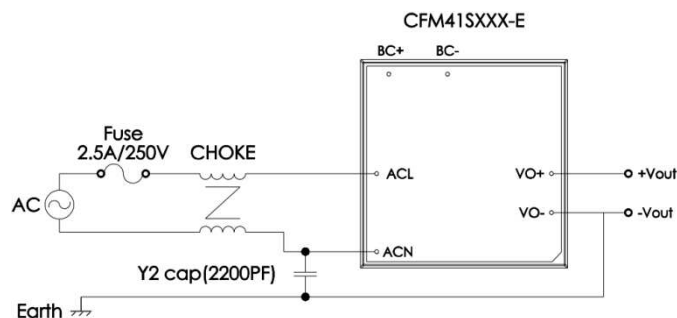 CFM41SXXX-E
BC+ BC-
Fuse
2.5A/250V
CHOKE
ACL
VO+
+Vout
AC
VO-
-Vout
ACN
Y2 cap(2200PF)
Earth